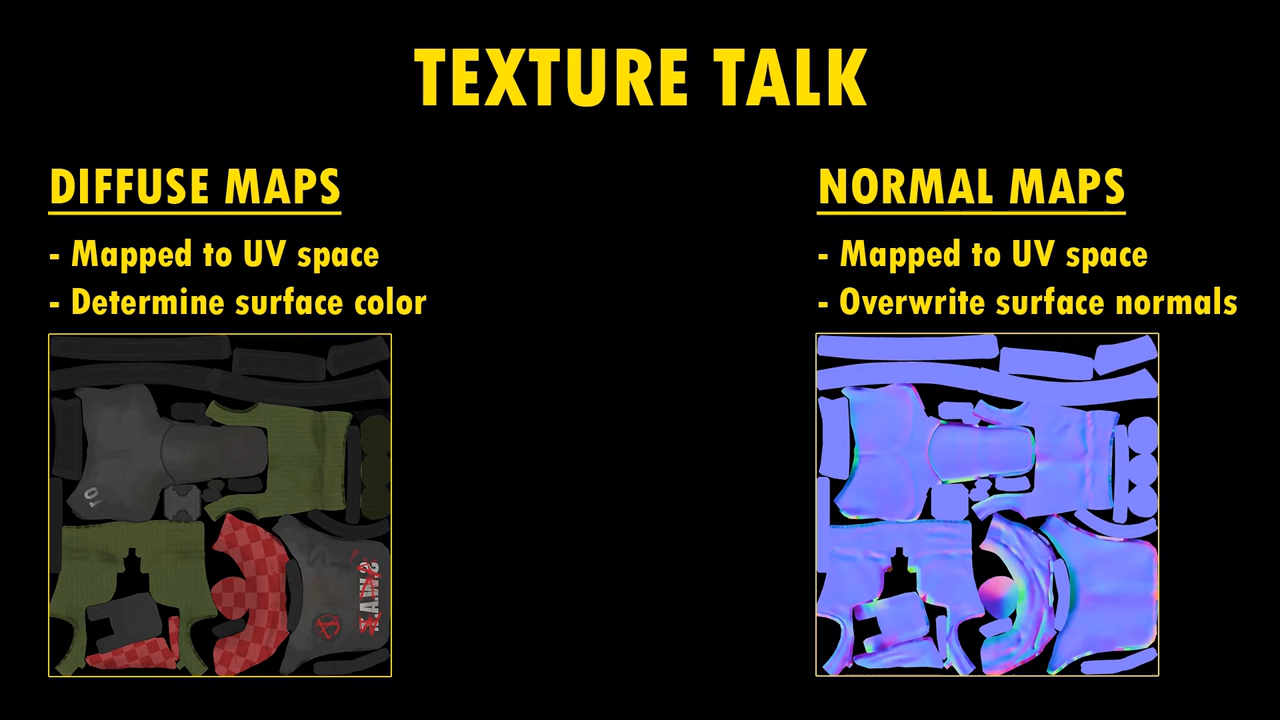 TEXTURE TALK
DIFFUSE MAPS
- Mapped to UV space
- Determine surface color
NORMAL MAPS
- Mapped to UV space
- Overwrite surface normals
01
S.W.A.T.